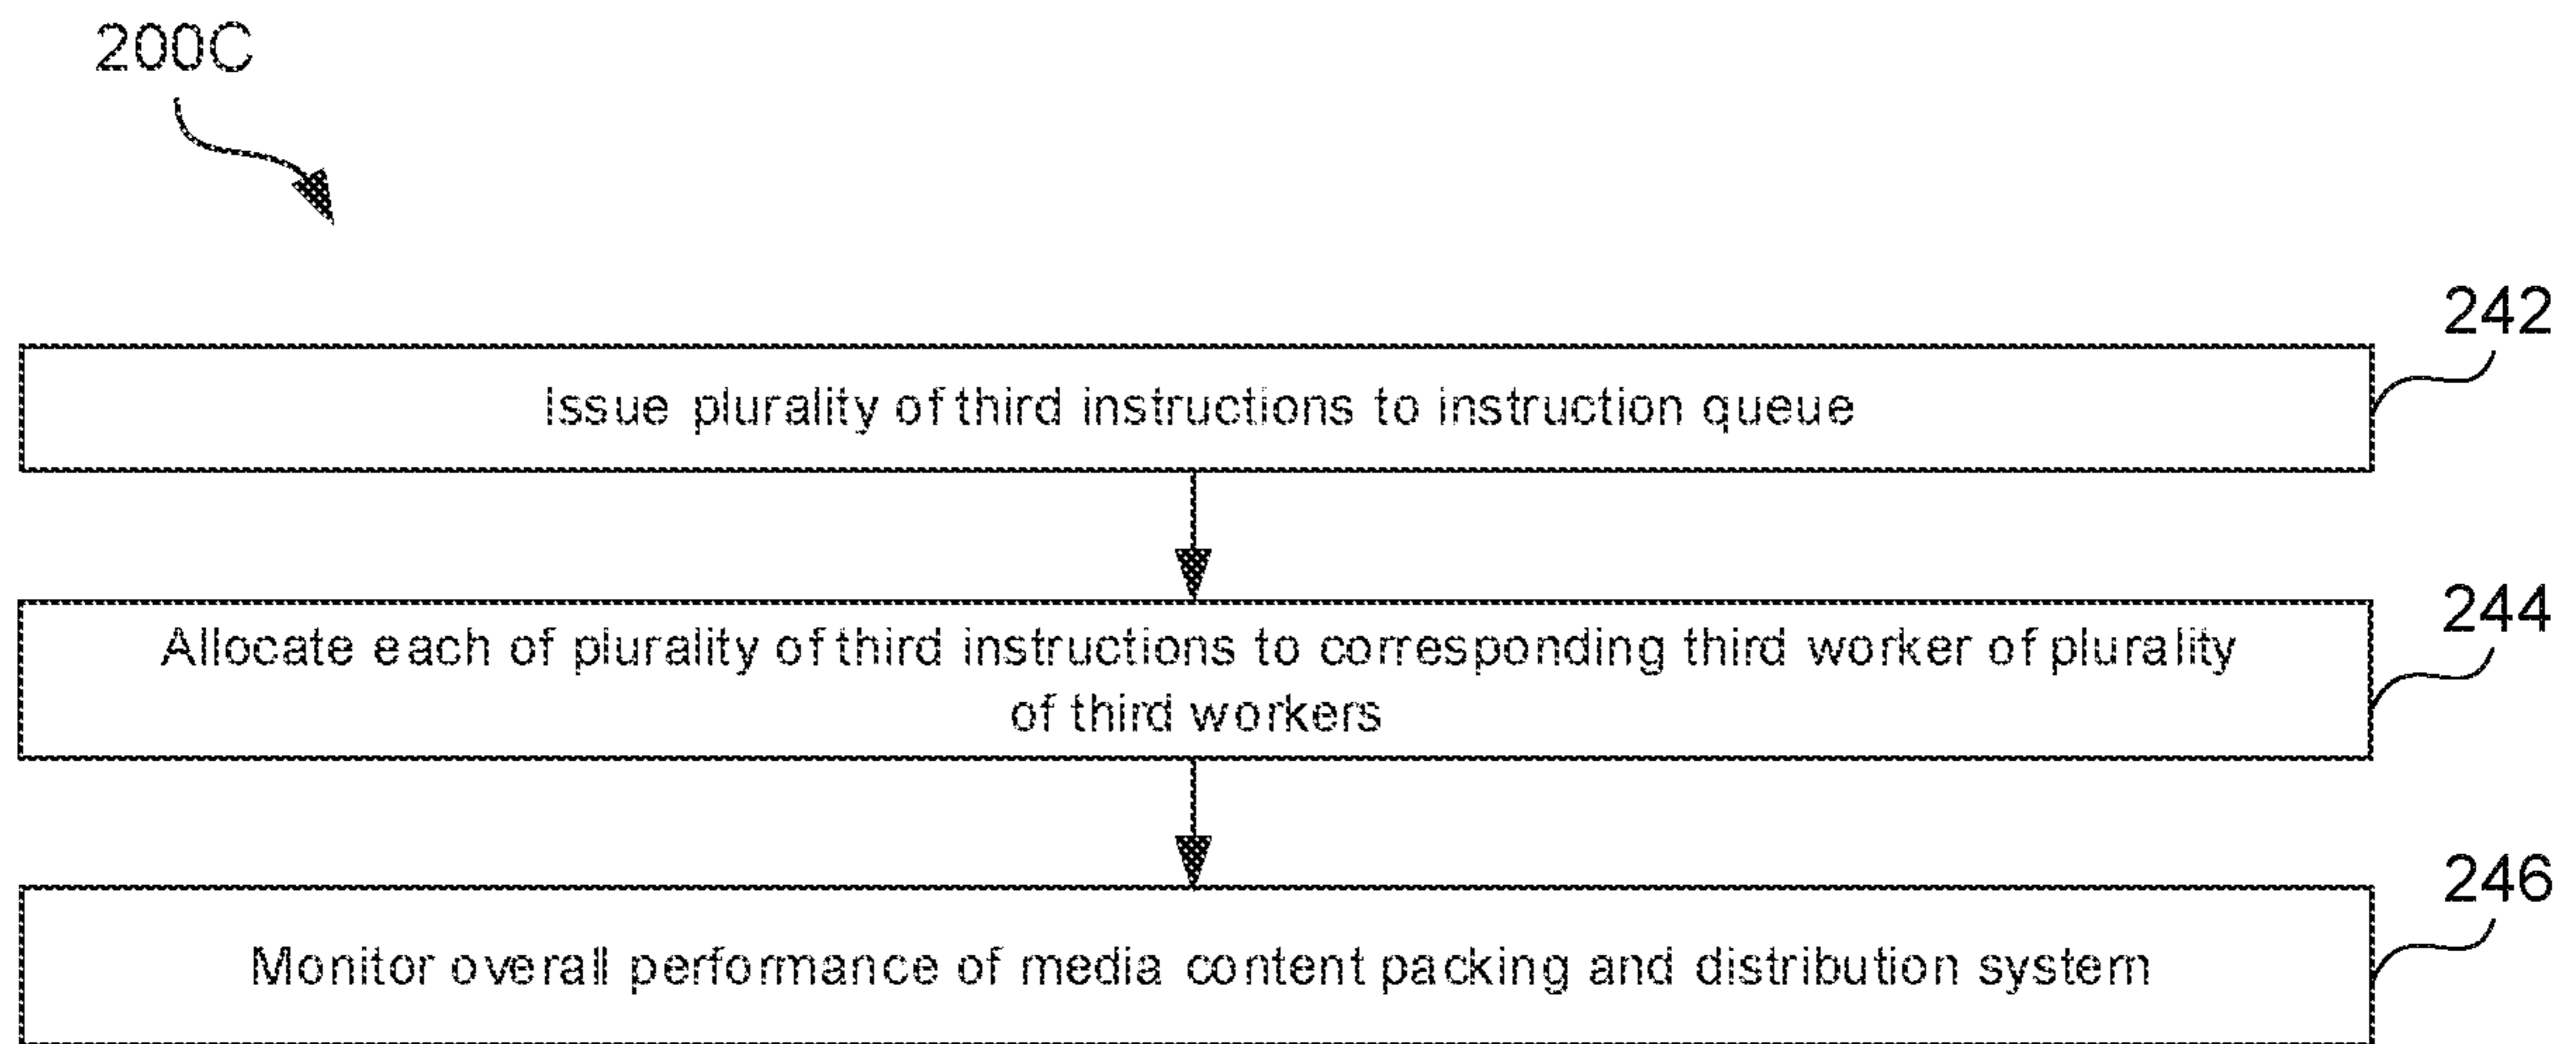 200C
242
Issue plurality of third instructions to instruction queue
244
Allocate each of plurality of third instructions to corresponding third worker of plurality
of third workers
246
Monitor overall performance of media content packing and distribution system